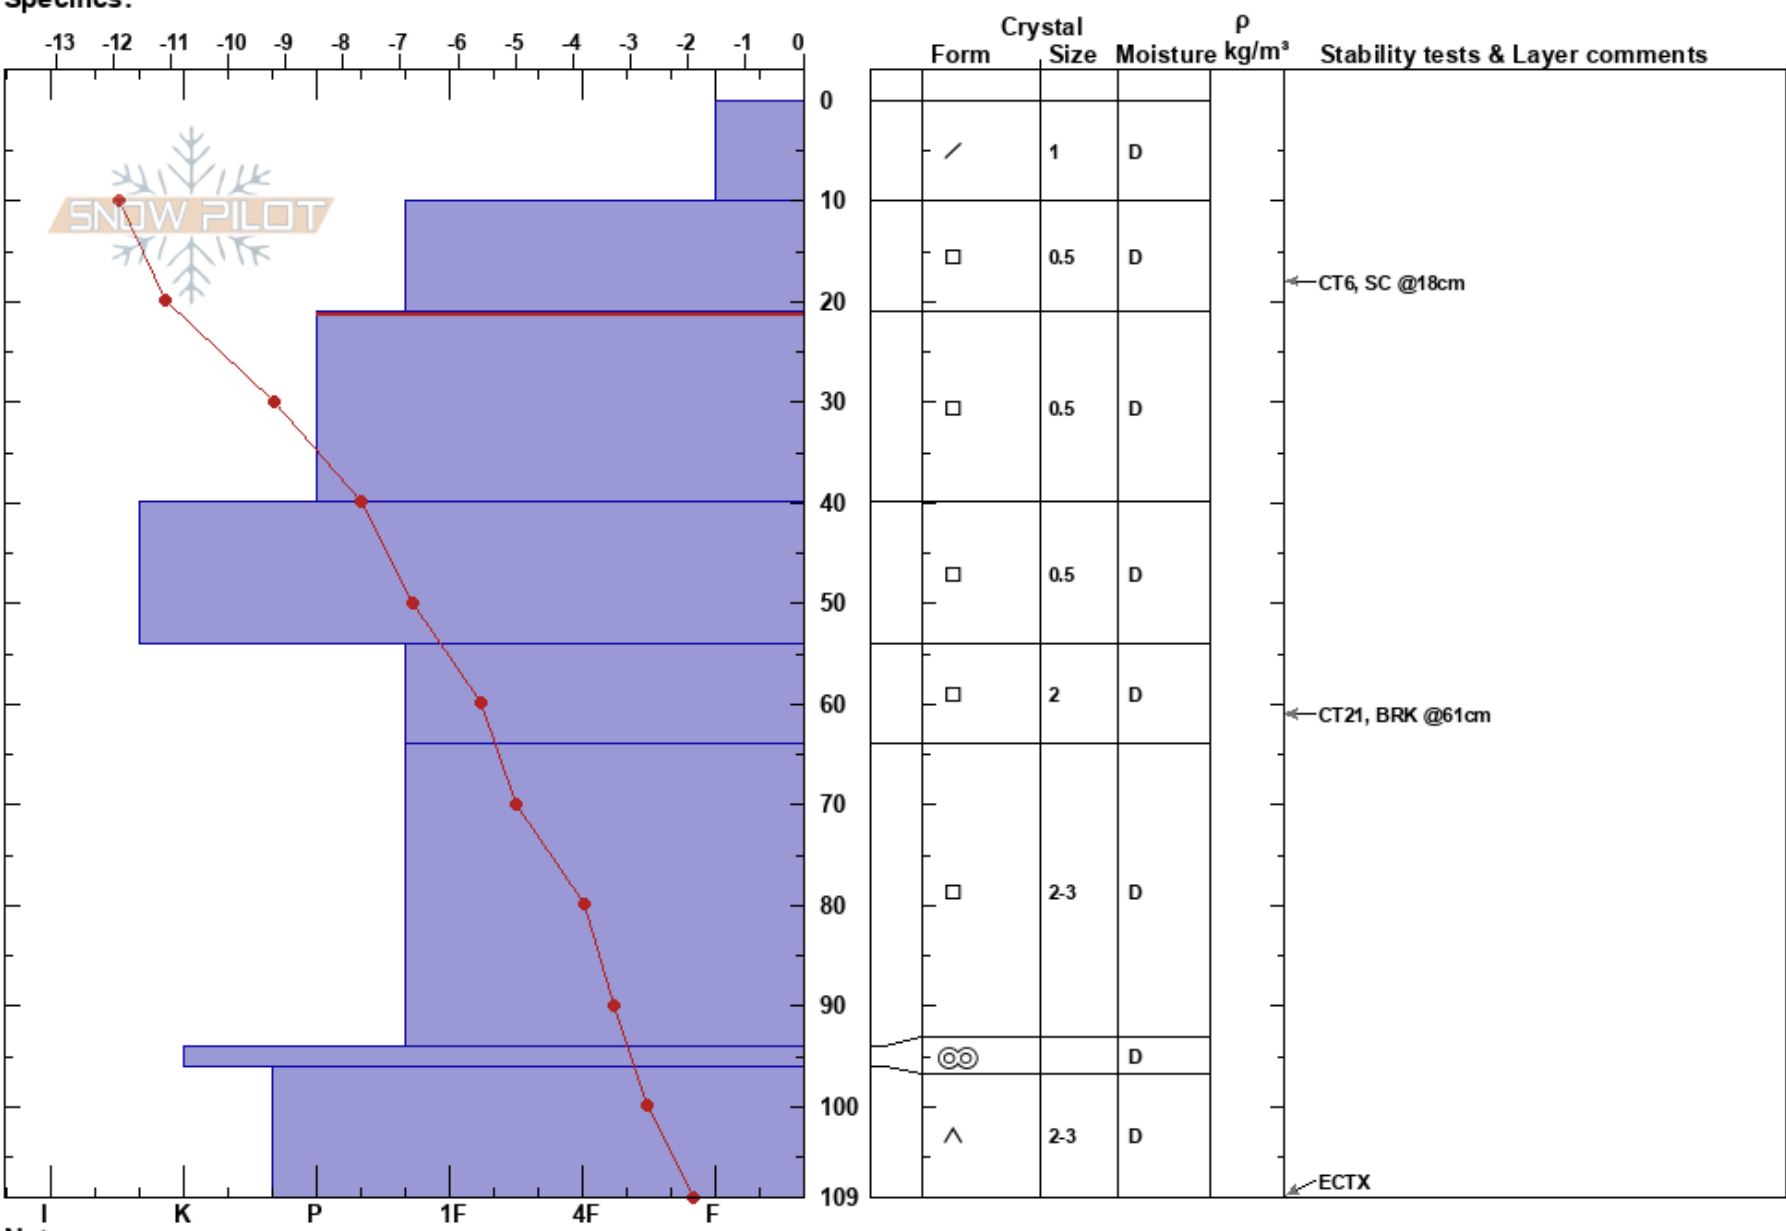 Specifics:
Crystal ρ
Form Size Moisture kg/m³ Stability tests & Layer comments
-13 -12 -11 -10 -9 -8 -7 -6 -5 -4 -3 -2 -1 0
0
1 D
10
SNOW PILOT
0.5 D
CT6, SC @18cm
20
30
0.5 D
40
0.5 D
50
2 D
60
CT21, BRK @61cm
70
80
2-3 D
90
D
100
2-3 D
ECTX
109
I K P 1F 4F F